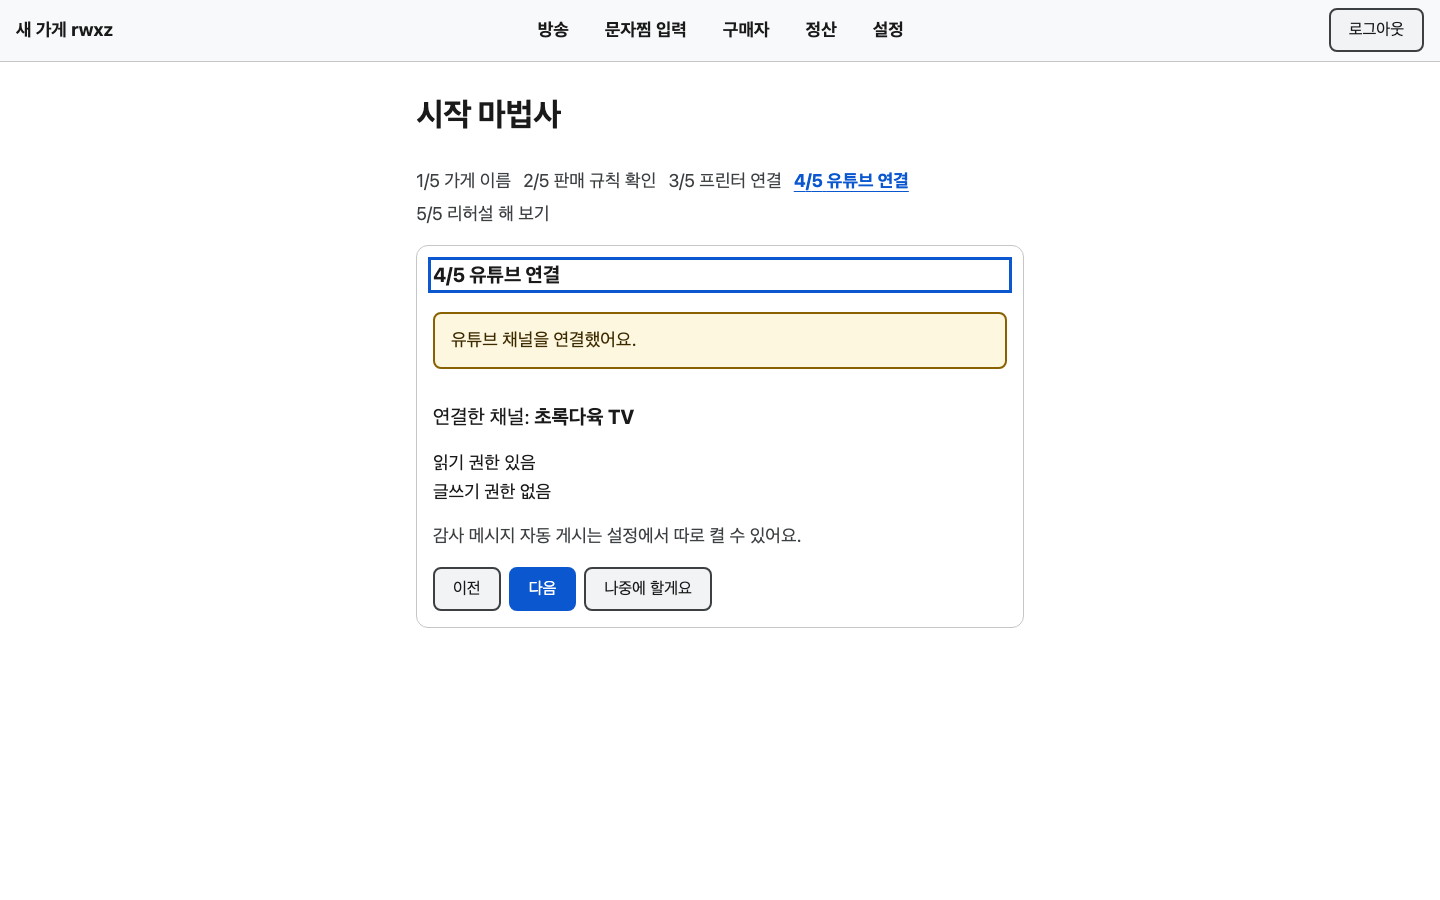 새 가게 rwxz
방송 문자찜 입력 구매자 정산 설정
로그아웃
시작 마법사
1/5 가게 이름 2/5 판매 규칙 확인 3/5 프린터 연결 4/5 유튜브 연결
5/5 리허설 해 보기
4/5 유튜브 연결
유튜브 채널을 연결했어요.
연결한 채널: 초록다육 TV
읽기 권한 있음
글쓰기 권한 없음
감사 메시지 자동 게시는 설정에서 따로 켤 수 있어요.
이전 다음 나중에 할게요